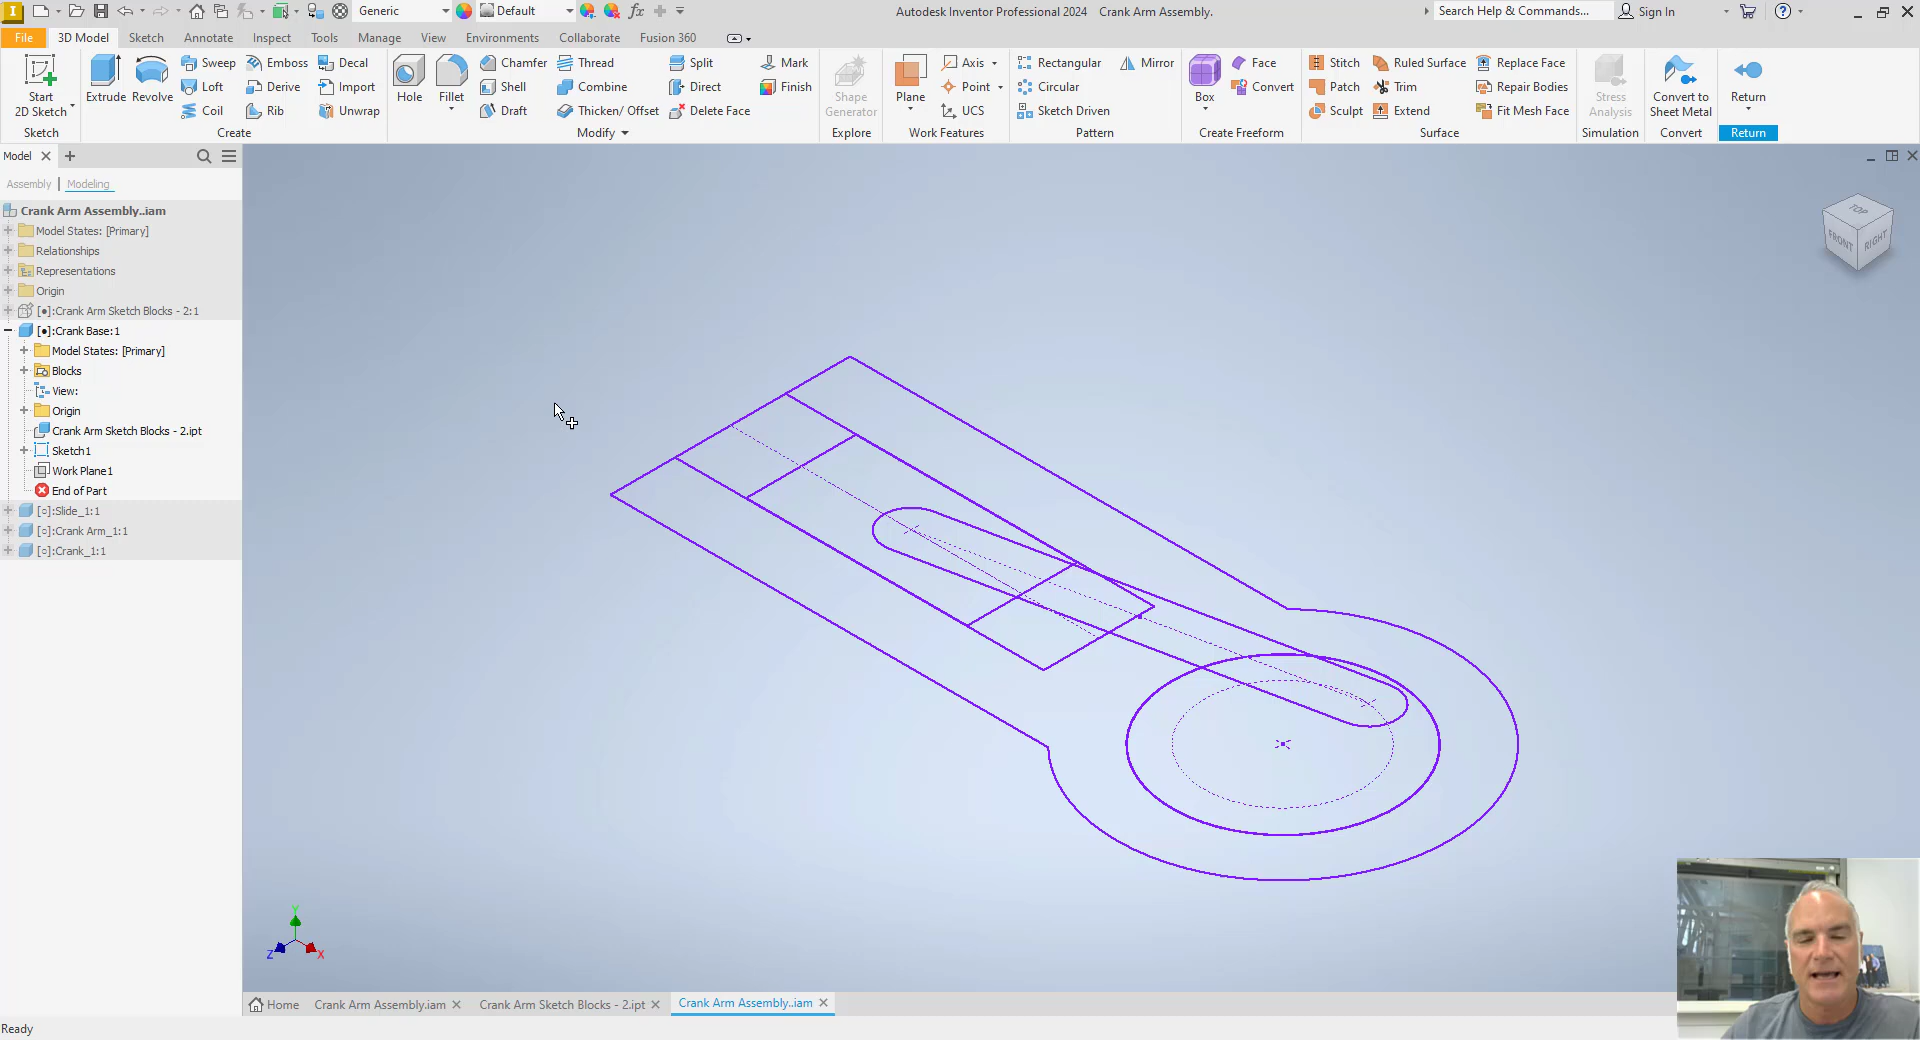 Generic
Default
fx
Autodesk Inventor Professional 2024 Crank Arm Assembly.
Search Help & Commands...
Sign In
File
3D Model
Sketch
Annotate
Inspect
Tools
Manage
View
Environments
Collaborate
Fusion 360
Start
2D Sketch
Extrude
Revolve
Sweep
Emboss
Decal
Loft
Derive
Import
Coil
Rib
Unwrap
Hole
Fillet
Chamfer
Thread
Split
Mark
Shell
Combine
Direct
Finish
Draft
Thicken/ Offset
Delete Face
Shape
Generator
Plane
Axis
Point
UCS
Rectangular
Mirror
Circular
Sketch Driven
Box
Face
Convert
Stitch
Ruled Surface
Replace Face
Patch
Trim
Repair Bodies
Sculpt
Extend
Fit Mesh Face
Stress
Analysis
Convert to
Sheet Metal
Return
Sketch
Create
Modify
Explore
Work Features
Pattern
Create Freeform
Surface
Simulation
Convert
Return
Model
Assembly
Modeling
Crank Arm Assembly..iam
Model States: [Primary]
Relationships
Representations
Origin
[●]:Crank Arm Sketch Blocks - 2:1
[●]:Crank Base:1
Model States: [Primary]
Blocks
View:
Origin
Crank Arm Sketch Blocks - 2.ipt
Sketch1
Work Plane1
End of Part
[○]:Slide_1:1
[○]:Crank Arm_1:1
[○]:Crank_1:1
TOP
FRONT
RIGHT
Y
Z
X
Home
Crank Arm Assembly.iam
Crank Arm Sketch Blocks - 2.ipt
Crank Arm Assembly..iam
Ready